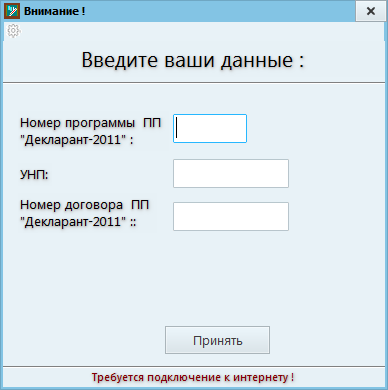 Внимание !
Введите ваши данные :
Номер программы ПП
"Декларант-2011" :
УНП:
Номер договора ПП
"Декларант-2011" ::
Принять
Требуется подключение к интернету !